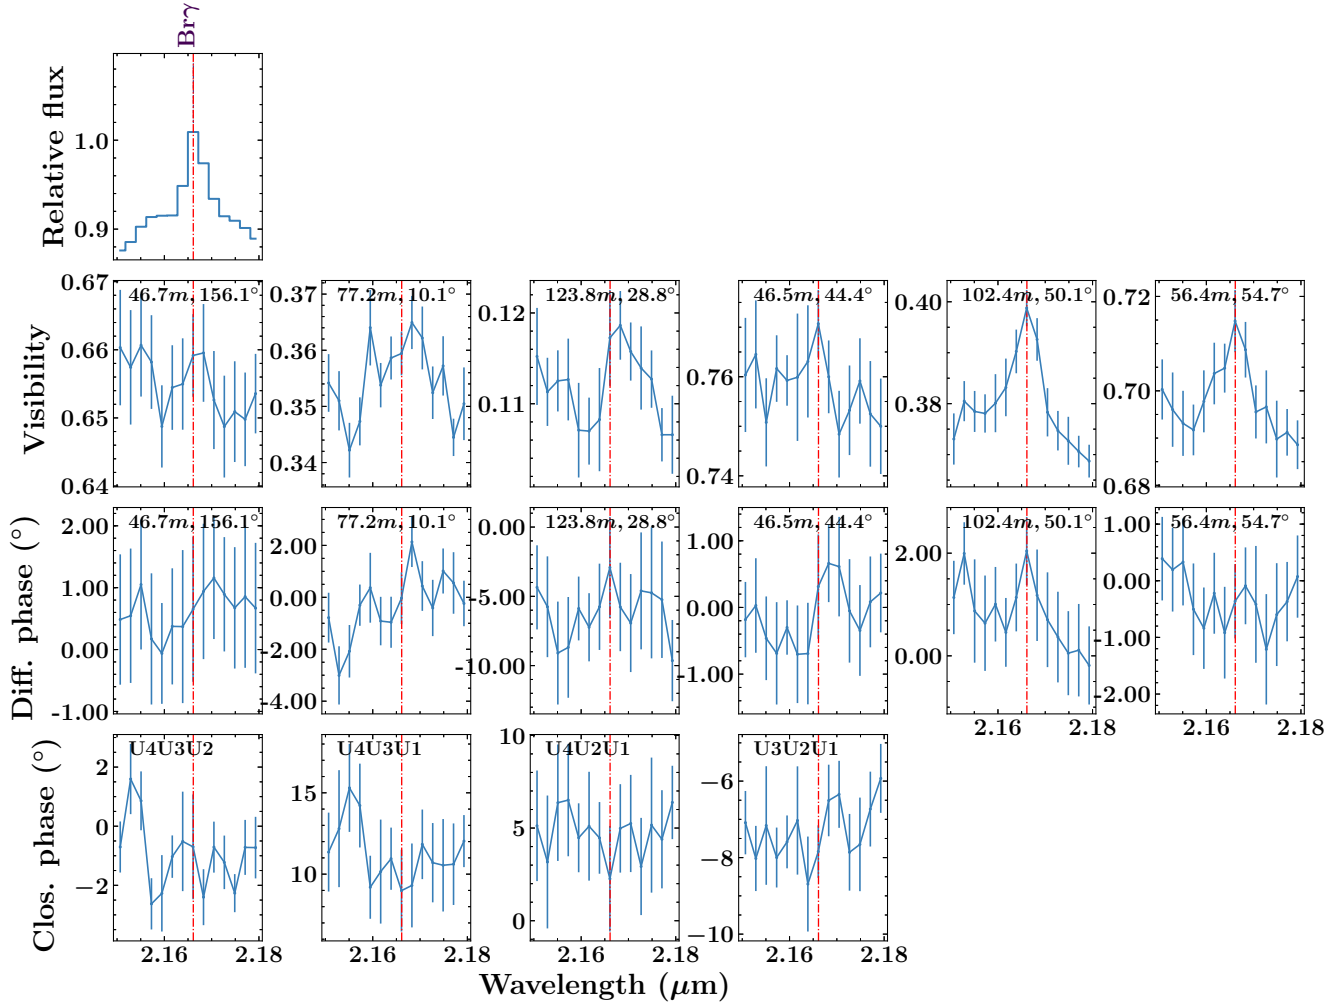 Brγ
Relative flux
1.0
0.9
Visibility
0.67
0.66
0.65
0.64
46.7m, 156.1°
0.37
0.36
0.35
0.34
77.2m, 10.1°
0.12
0.11
123.8m, 28.8°
0.76
0.74
46.5m, 44.4°
0.40
0.38
102.4m, 50.1°
0.72
0.70
0.68
56.4m, 54.7°
Diff. phase (°)
2.00
1.00
0.00
-1.00
46.7m, 156.1°
2.00
0.00
-2.00
-4.00
77.2m, 10.1°
0.00
-5.00
-10.00
123.8m, 28.8°
1.00
0.00
-1.00
46.5m, 44.4°
2.00
0.00
102.4m, 50.1°
2.16 2.18
1.00
0.00
-1.00
-2.00
56.4m, 54.7°
2.16 2.18
Clos. phase (°)
2
0
−2
U4U3U2
2.16 2.18
15
10
U4U3U1
2.16 2.18
10
5
0
U4U2U1
2.16 2.18
−6
−8
−10
U3U2U1
2.16 2.18
Wavelength (μm)